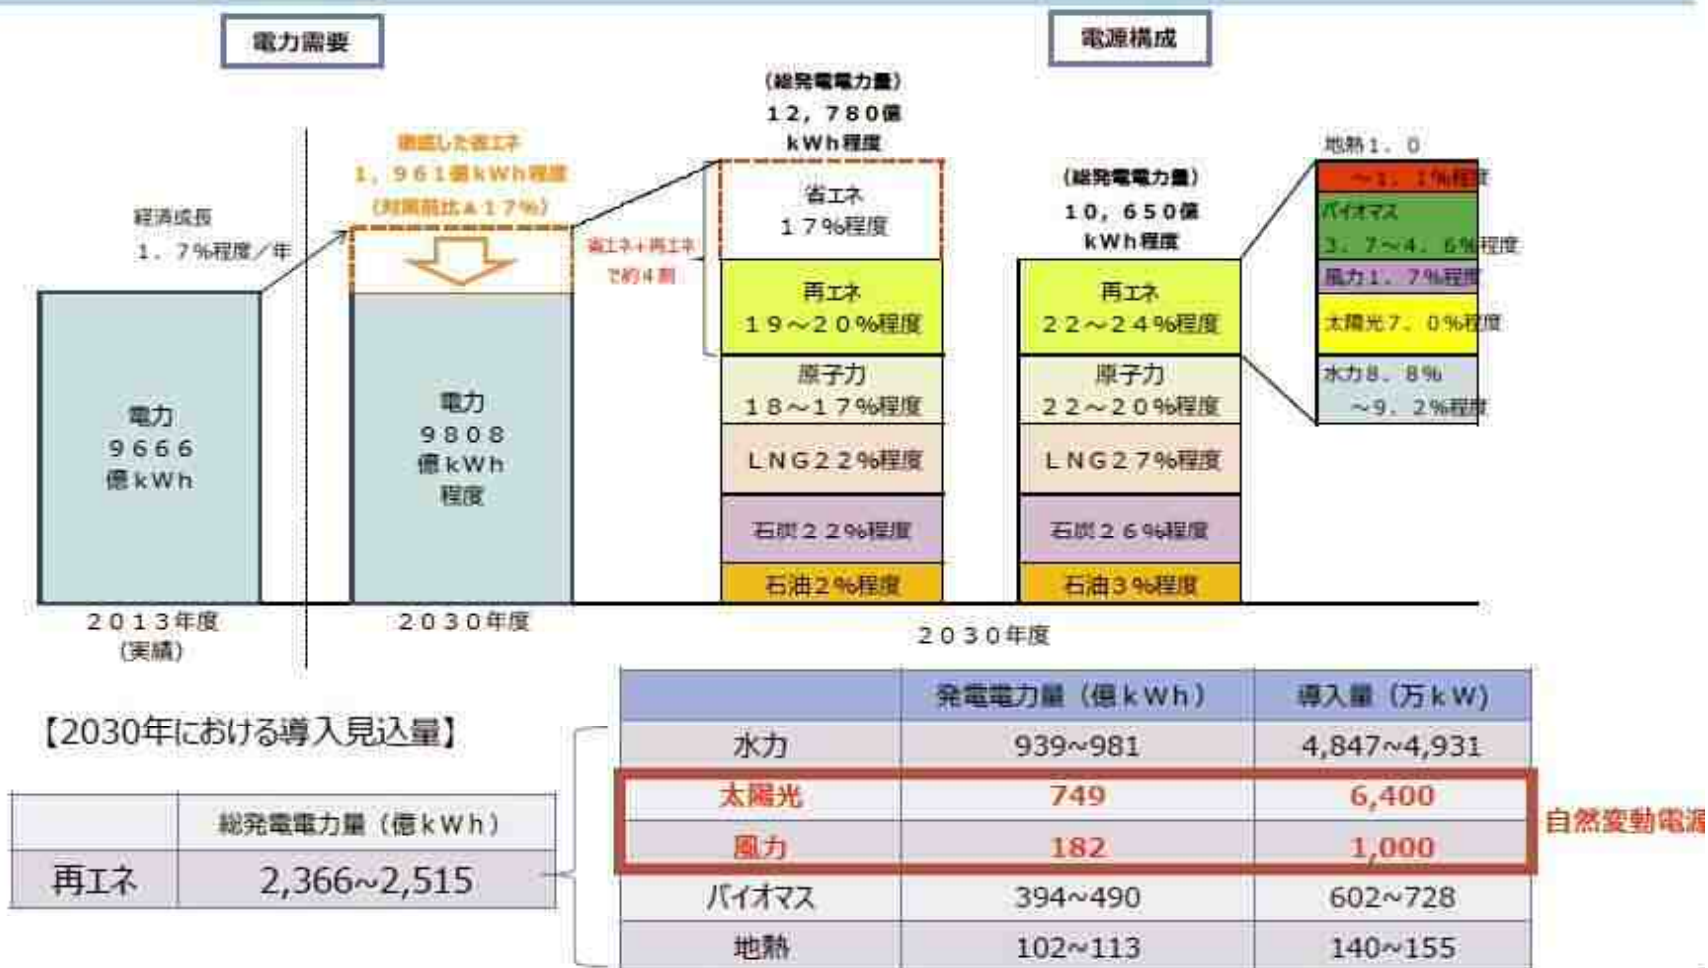 電力需要
電源構成
(総発電電力量)
12,780億
kWh程度
徹底した省エネ
1,961億kWh程度
(対策前比▲17%)
地熱1.0
～1.1%程度
(総発電電力量)
10,650億
kWh程度
省エネ
17%程度
バイオマス
3.7～4.6%程度
経済成長
1.7%程度/年
省エネ+再エネ
で約4割
風力1.7%程度
再エネ
19～20%程度
再エネ
22～24%程度
太陽光7.0%程度
原子力
18～17%程度
原子力
22～20%程度
水力8.8%
～9.2%程度
電力
9666
億kWh
電力
9808
億kWh
程度
LNG22%程度
LNG27%程度
石炭22%程度
石炭26%程度
石油2%程度
石油3%程度
2013年度
(実績)
2030年度
2030年度
【2030年における導入見込量】
総発電電力量(億kWh)
再エネ 2,366~2,515
発電電力量(億kWh) 導入量(万kW)
水力 939~981 4,847~4,931
太陽光 749 6,400
風力 182 1,000
自然変動電源
バイオマス 394~490 602~728
地熱 102~113 140~155